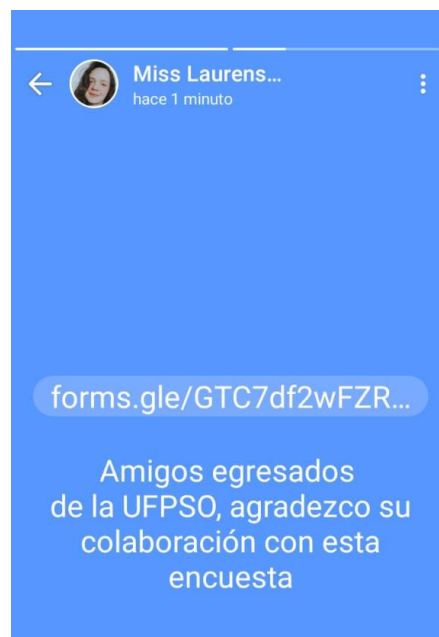 Miss Laurens...
hace 1 minuto
forms.gle/GTC7df2wFZR...
Amigos egresados
de la UFPSO, agradezco su
colaboración con esta
encuesta